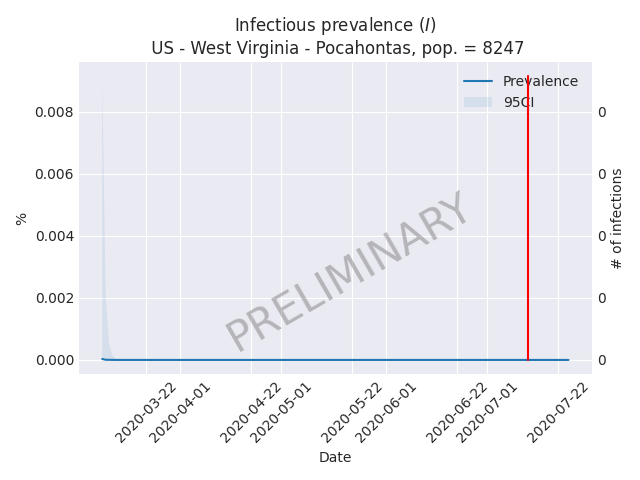 Infectious prevalence (I)
US - West Virginia - Pocahontas, pop. = 8247
Prevalence
95CI
0.008
0.006
0.004
0.002
0.000
%
0
0
0
0
0
# of infections
PRELIMINARY
2020-03-22
2020-04-01
2020-04-22
2020-05-01
2020-05-22
2020-06-01
2020-06-22
2020-07-01
2020-07-22
Date